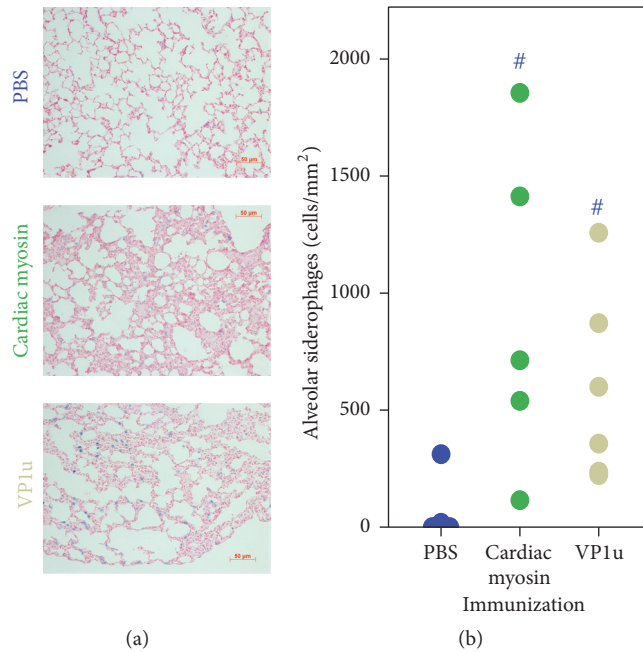 PBS
50 µm
Cardiac myosin
50 µm
VP1u
50 µm
(a)
Alveolar siderophages (cells/mm²)
2000
1500
1000
500
0
#
#
PBS
Cardiac
myosin
VP1u
Immunization
(b)